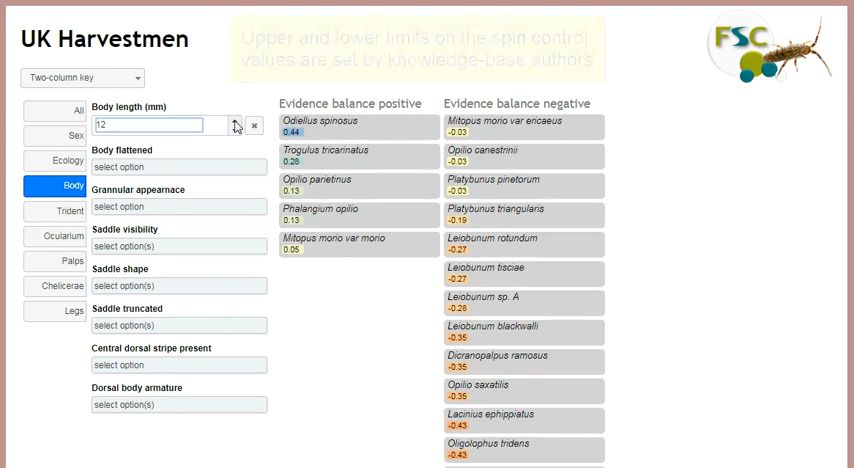 UK Harvestmen
Upper and lower limits on the spin control
values are set by knowledge-base authors
FSC
Two-column key
All
Sex
Ecology
Body
Trident
Ocularium
Palps
Chelicerae
Legs
Body length (mm)
12
Body flattened
select option
Grannular appearnace
select option
Saddle visibility
select option(s)
Saddle shape
select option(s)
Saddle truncated
select option(s)
Central dorsal stripe present
select option
Dorsal body armature
select option(s)
Evidence balance positive
Odiellus spinosus
0.44
Trogulus tricarinatus
0.26
Opilio parietinus
0.13
Phalangium opilio
0.13
Mitopus morio var morio
0.05
Evidence balance negative
Mitopus morio var ericaeus
-0.03
Opilio canestrinii
-0.03
Platybunus pinetorum
-0.03
Platybunus triangularis
-0.19
Leiobunum rotundum
-0.27
Leiobunum tisciae
-0.27
Leiobunum sp. A
-0.28
Leiobunum blackwalli
-0.35
Dicranopalpus ramosus
-0.35
Opilio saxatilis
-0.35
Lacinius ephippiatus
-0.43
Oligolophus tridens
-0.43